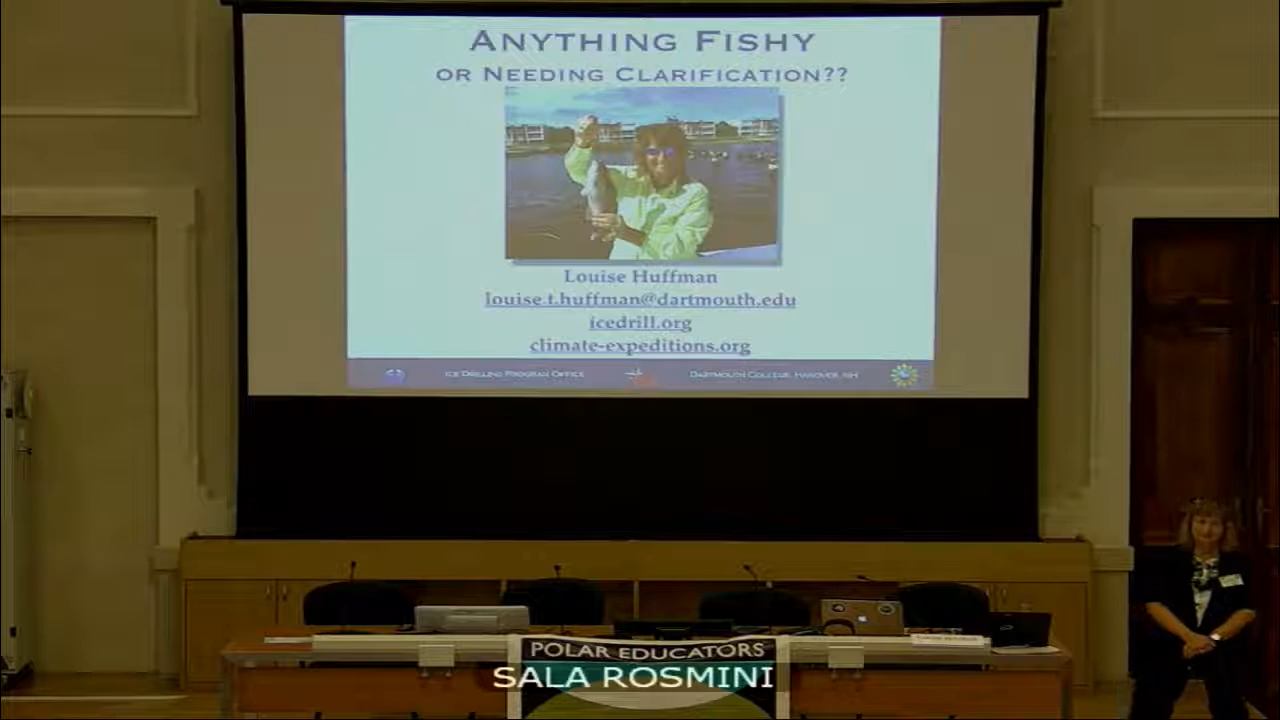 ANYTHING FISHY
OR NEEDING CLARIFICATION??
Louise Huffman
louise.t.huffman@dartmouth.edu
icedrill.org
climate-expeditions.org
ICE DRILLING PROGRAM OFFICE
DARTMOUTH COLLEGE, HANOVER, NH
POLAR EDUCATORS
SALA ROSMINI